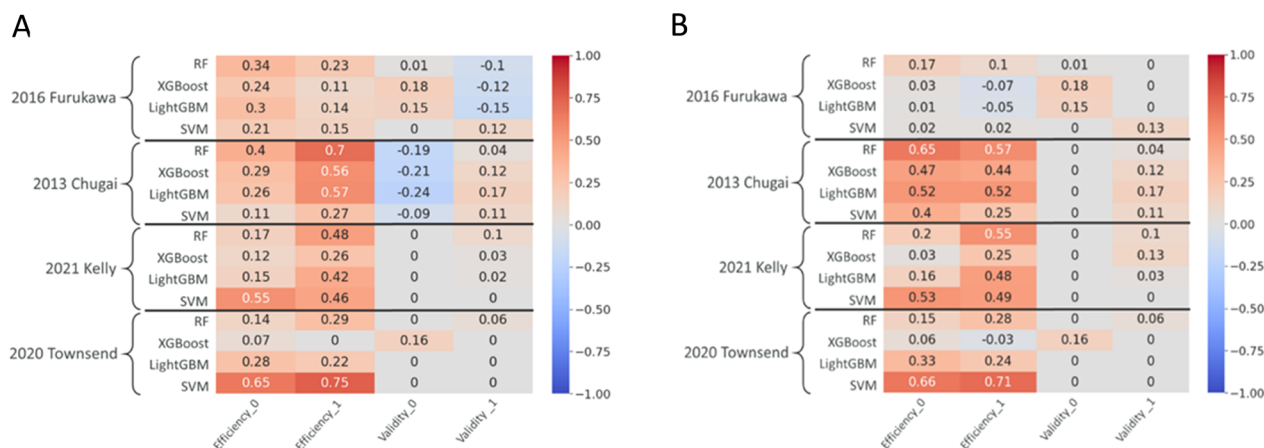 A
RF 0.34 0.23 0.01 -0.1
XGBoost 0.24 0.11 0.18 -0.12
2016 Furukawa
LightGBM 0.3 0.14 0.15 -0.15
SVM 0.21 0.15 0 0.12
RF 0.4 0.7 -0.19 0.04
XGBoost 0.29 0.56 -0.21 0.12
2013 Chugai
LightGBM 0.26 0.57 -0.24 0.17
SVM 0.11 0.27 -0.09 0.11
RF 0.17 0.48 0 0.1
XGBoost 0.12 0.26 0 0.03
2021 Kelly
LightGBM 0.15 0.42 0 0.02
SVM 0.55 0.46 0 0
RF 0.14 0.29 0 0.06
XGBoost 0.07 0 0.16 0
2020 Townsend
LightGBM 0.28 0.22 0 0
SVM 0.65 0.75 0 0
Efficiency_0 Efficiency_1 Validity_0 Validity_1
1.00
0.75
0.50
0.25
0.00
−0.25
−0.50
−0.75
−1.00
B
RF 0.17 0.1 0.01 0
XGBoost 0.03 -0.07 0.18 0
2016 Furukawa
LightGBM 0.01 -0.05 0.15 0
SVM 0.02 0.02 0 0.13
RF 0.65 0.57 0 0.04
XGBoost 0.47 0.44 0 0.12
2013 Chugai
LightGBM 0.52 0.52 0 0.17
SVM 0.4 0.25 0 0.11
RF 0.2 0.55 0 0.1
XGBoost 0.03 0.25 0 0.13
2021 Kelly
LightGBM 0.16 0.48 0 0.03
SVM 0.53 0.49 0 0
RF 0.15 0.28 0 0.06
XGBoost 0.06 -0.03 0.16 0
2020 Townsend
LightGBM 0.33 0.24 0 0
SVM 0.66 0.71 0 0
Efficiency_0 Efficiency_1 Validity_0 Validity_1
1.00
0.75
0.50
0.25
0.00
−0.25
−0.50
−0.75
−1.00